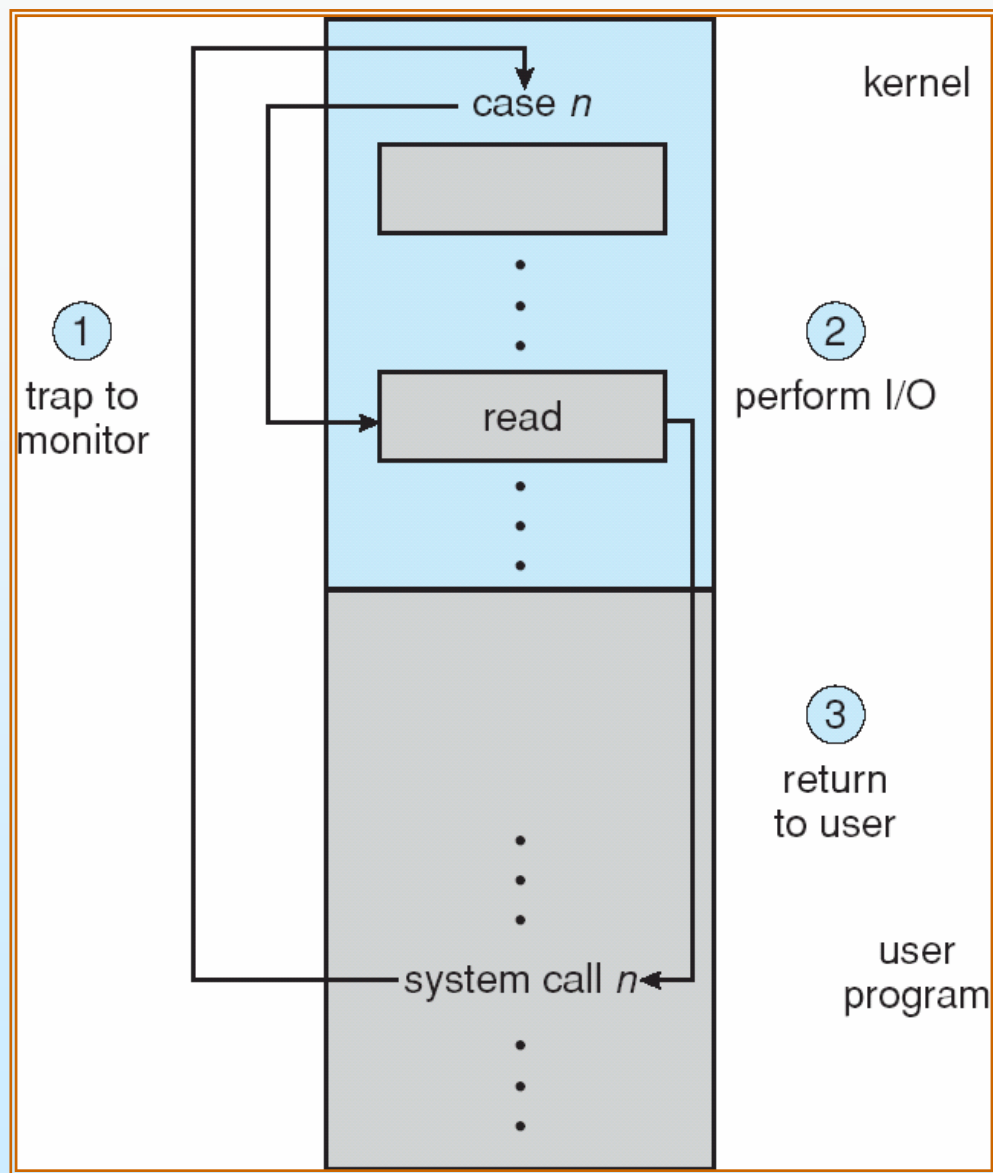 kernel
case n
1
trap to
monitor
2
perform I/O
read
3
return
to user
system call n
user
program